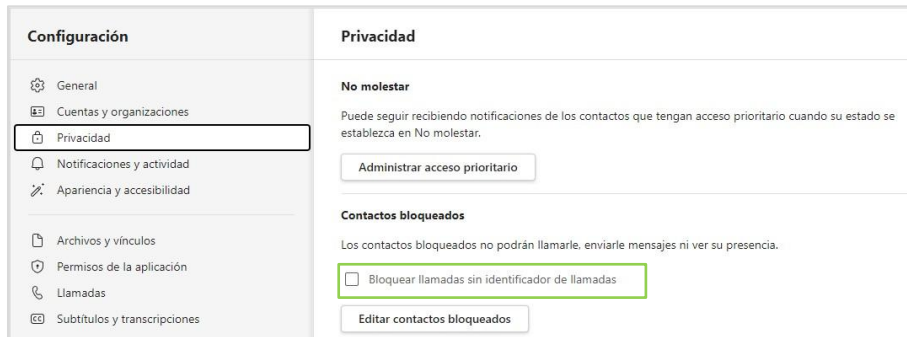 Configuración
General
Cuentas y organizaciones
Privacidad
Notificaciones y actividad
Apariencia y accesibilidad
Archivos y vínculos
Permisos de la aplicación
Llamadas
CC Subtítulos y transcripciones
Privacidad
No molestar
Puede seguir recibiendo notificaciones de los contactos que tengan acceso prioritario cuando su estado se
establezca en No molestar.
Administrar acceso prioritario
Contactos bloqueados
Los contactos bloqueados no podrán llamarle, enviarle mensajes ni ver su presencia.
Bloquear llamadas sin identificador de llamadas
Editar contactos bloqueados